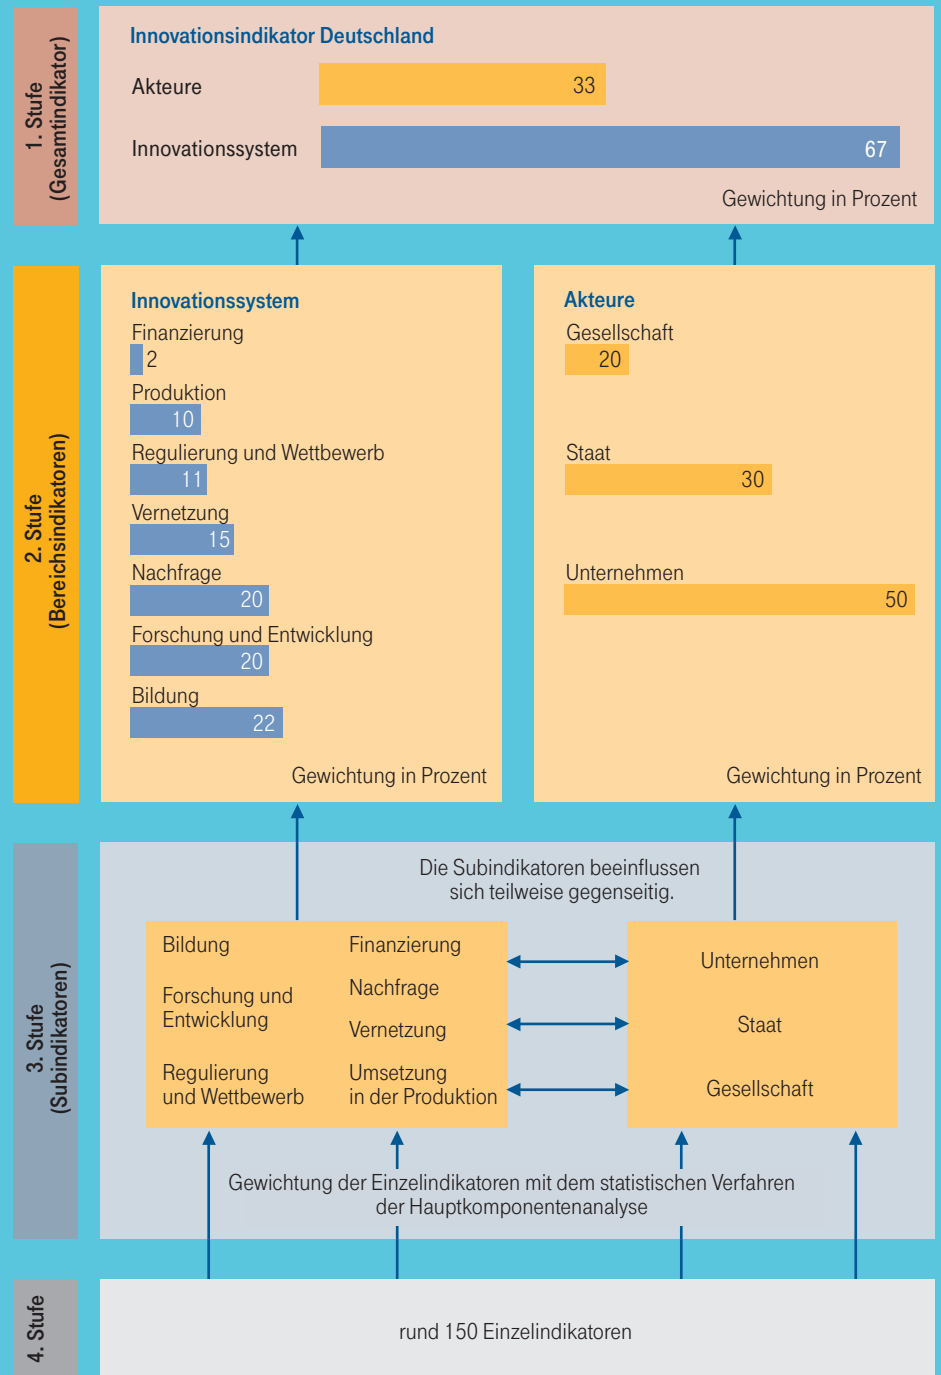 1. Stufe
(Gesamtindikator)
Innovationsindikator Deutschland
Akteure
33
Innovationssystem
67
Gewichtung in Prozent
2. Stufe
(Bereichsindikatoren)
Innovationssystem
Finanzierung
2
Produktion
10
Regulierung und Wettbewerb
11
Vernetzung
15
Nachfrage
20
Forschung und Entwicklung
20
Bildung
22
Gewichtung in Prozent
Akteure
Gesellschaft
20
Staat
30
Unternehmen
50
Gewichtung in Prozent
3. Stufe
(Subindikatoren)
Die Subindikatoren beeinflussen
sich teilweise gegenseitig.
Bildung
Forschung und
Entwicklung
Regulierung
und Wettbewerb
Finanzierung
Nachfrage
Vernetzung
Umsetzung
in der Produktion
Unternehmen
Staat
Gesellschaft
Gewichtung der Einzelindikatoren mit dem statistischen Verfahren
der Hauptkomponentenanalyse
4. Stufe
rund 150 Einzelindikatoren